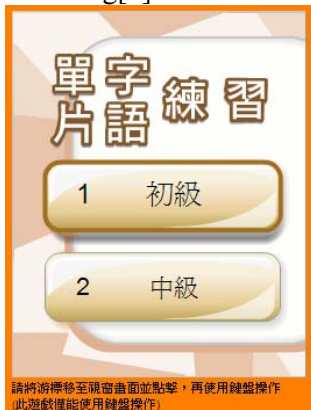 單字
片語 練習
1 初級
2 中級
請將游標移至視窗畫面並點擊，再使用鍵盤操作
(此遊戲僅能使用鍵盤操作)